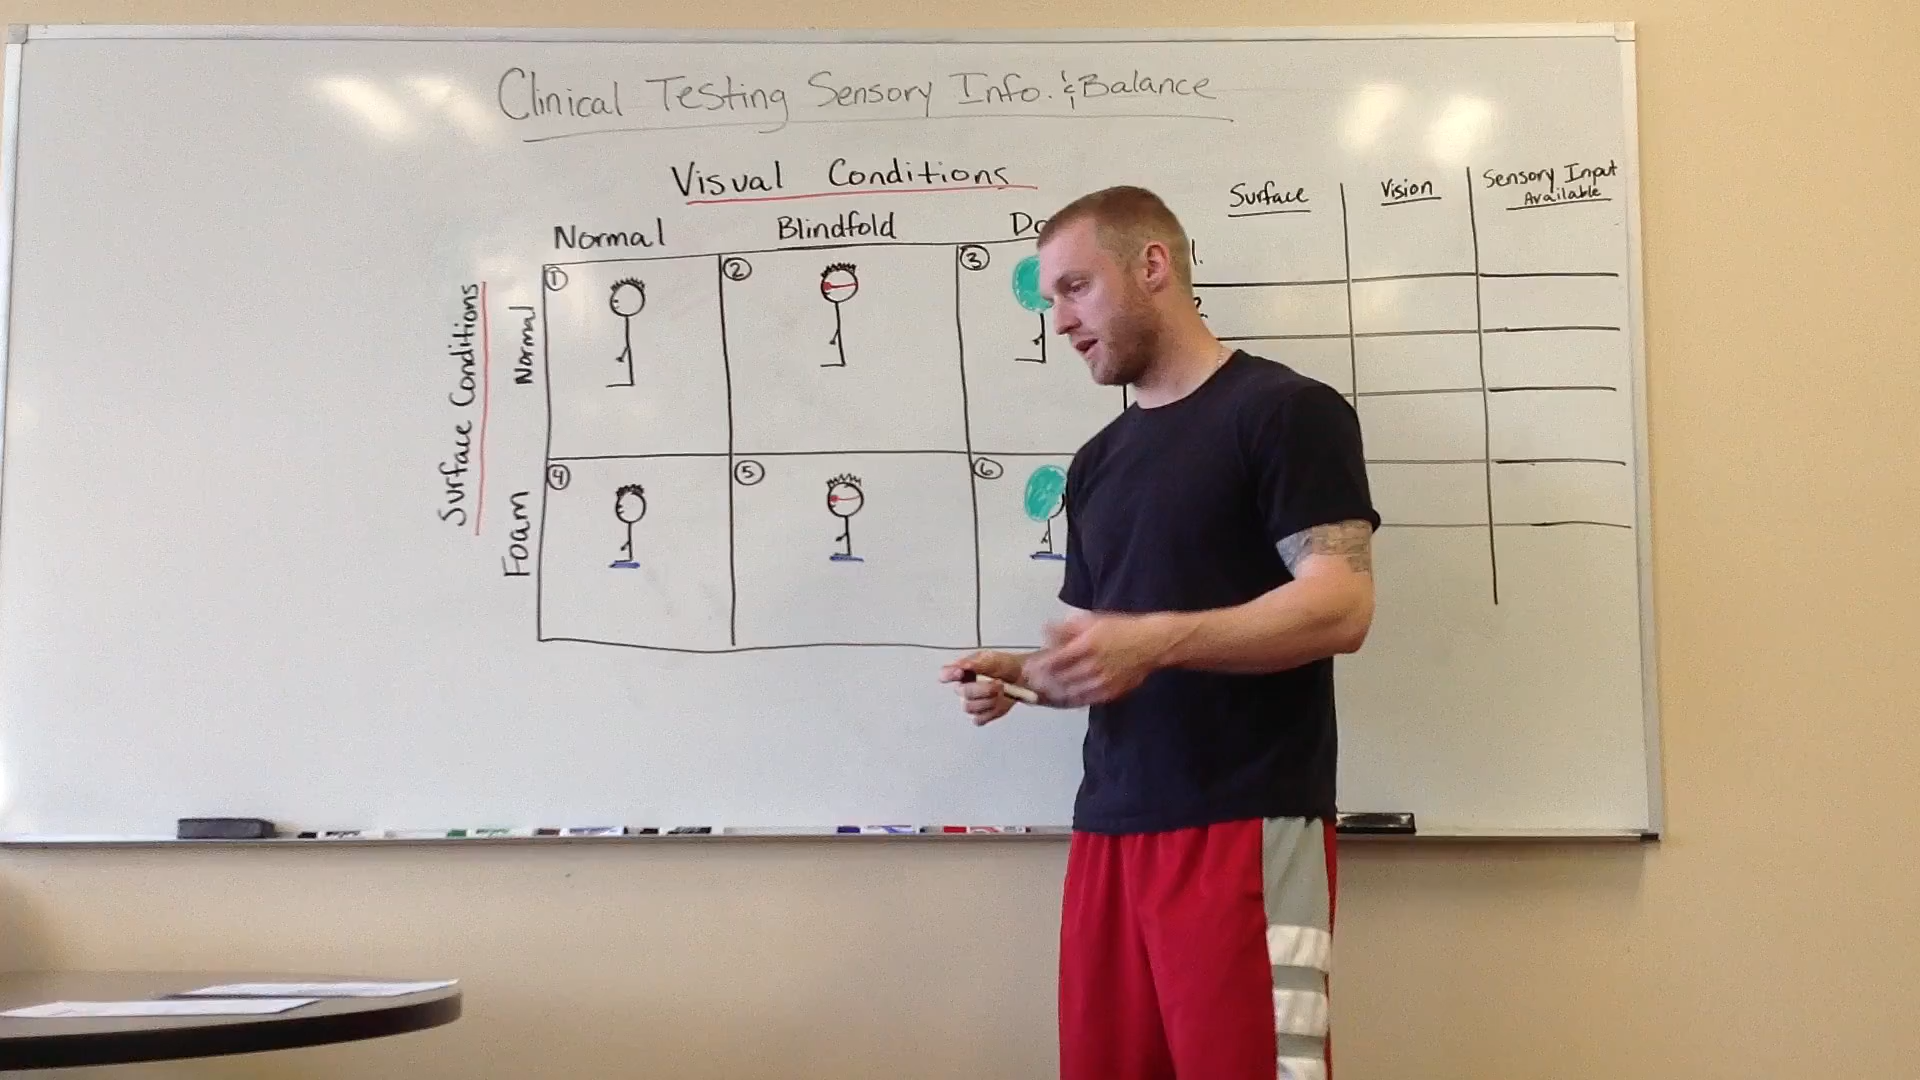 Clinical Testing Sensory Info. & Balance
Visual Conditions
Normal
Blindfold
Surface Conditions
Normal
Foam
1
2
3
4
5
6
Surface
Vision
Sensory Input
Available
1.